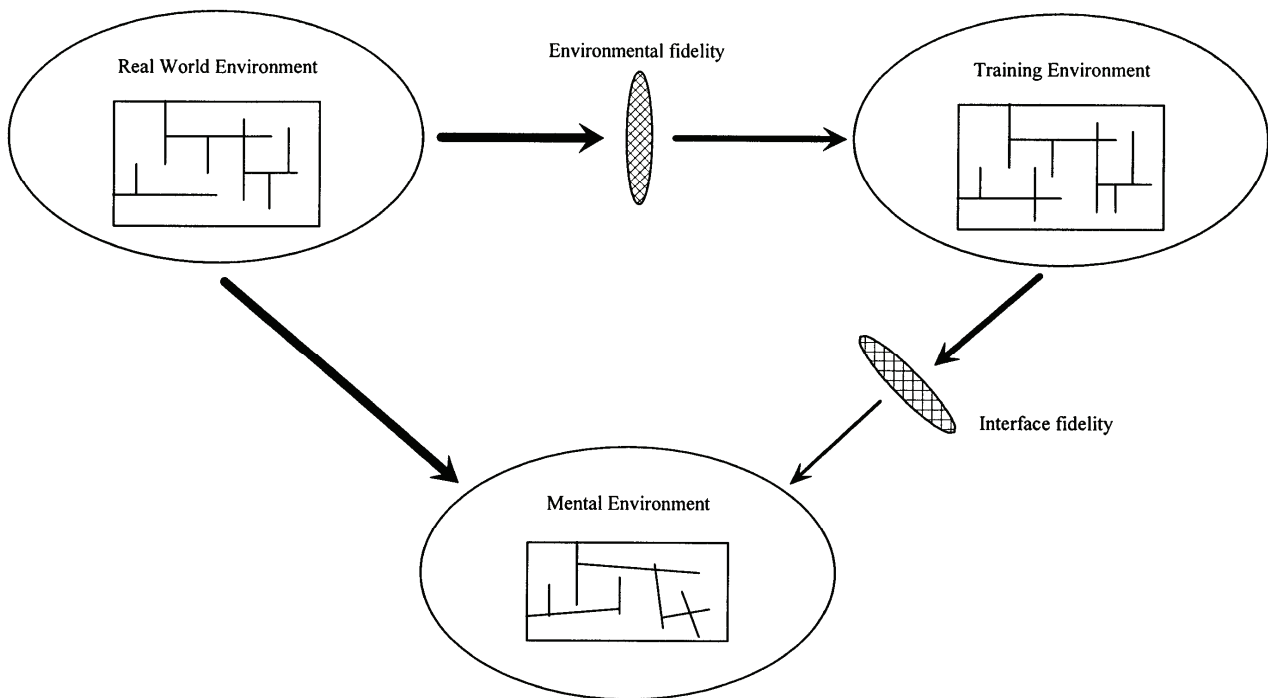 Environmental fidelity
Real World Environment
Training Environment
Interface fidelity
Mental Environment